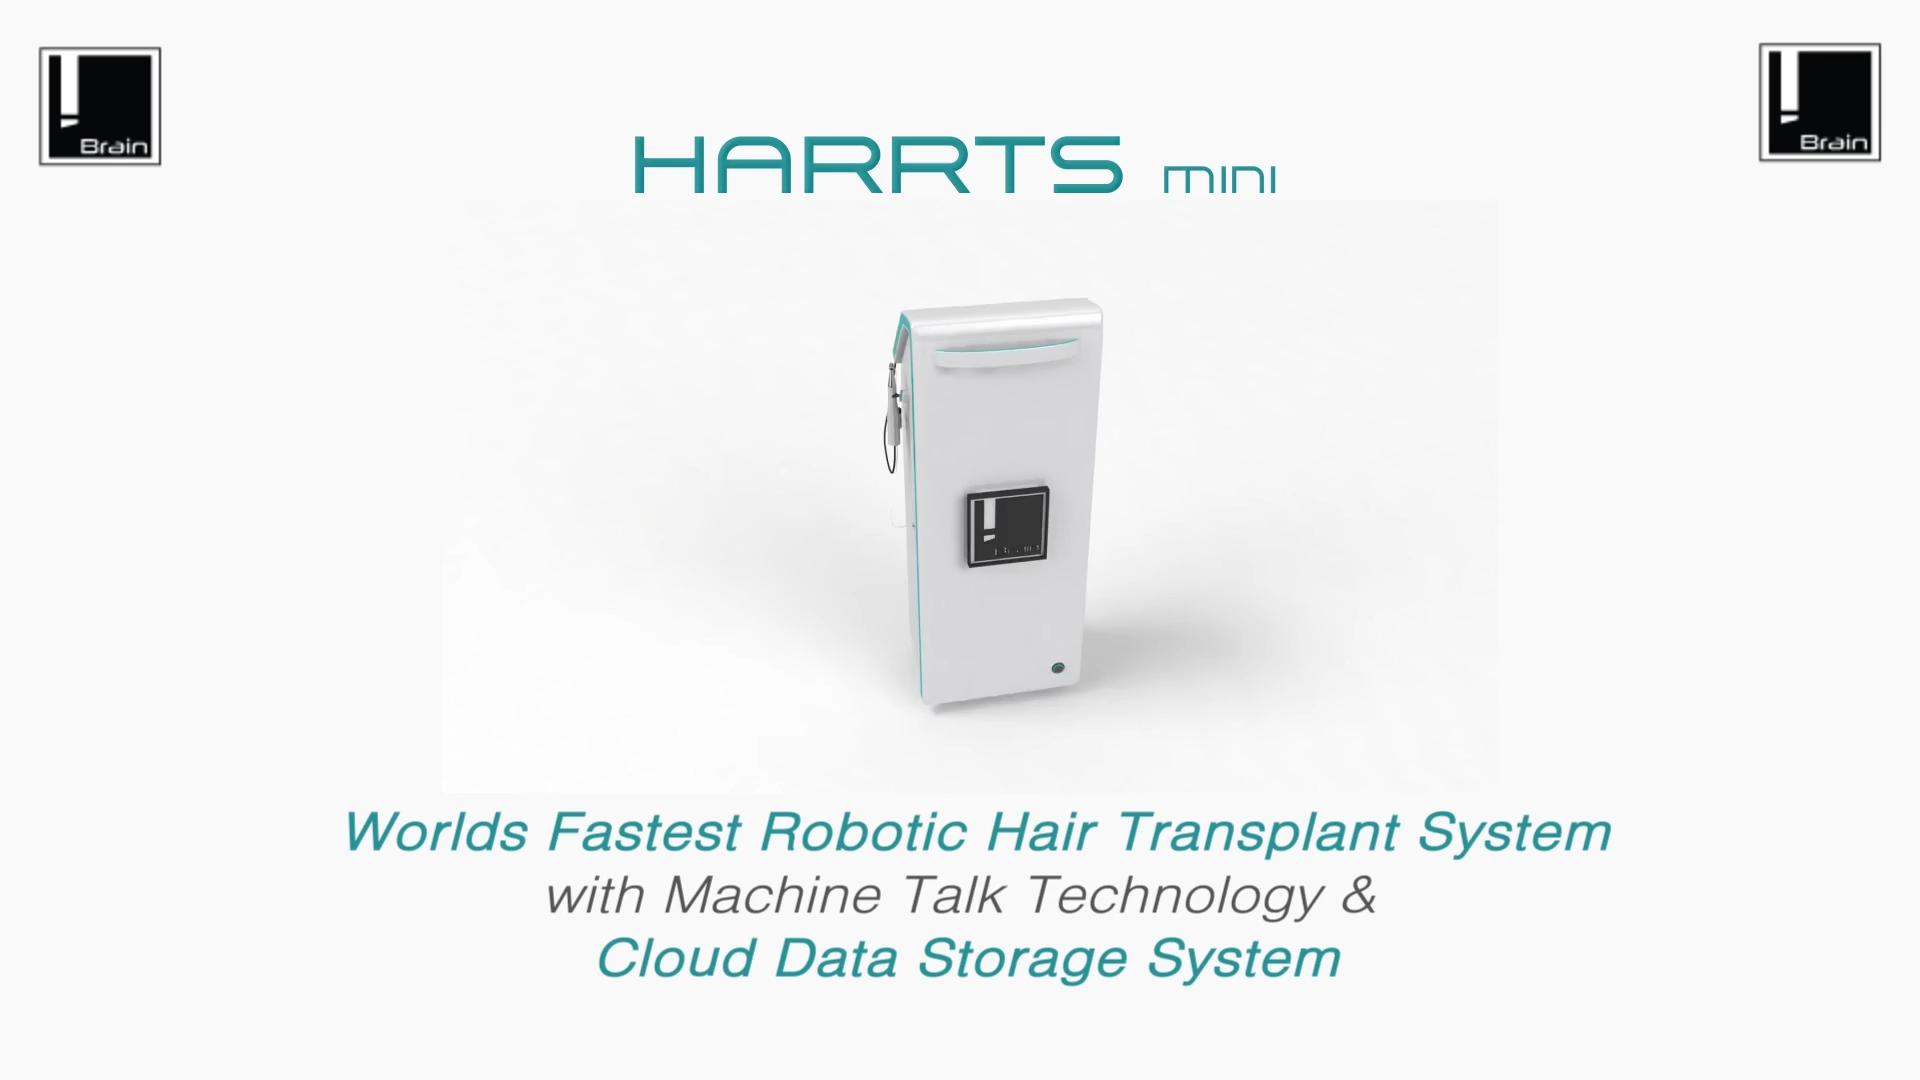 Brain
Brain
HARRTS mini
Worlds Fastest Robotic Hair Transplant System
with Machine Talk Technology &
Cloud Data Storage System